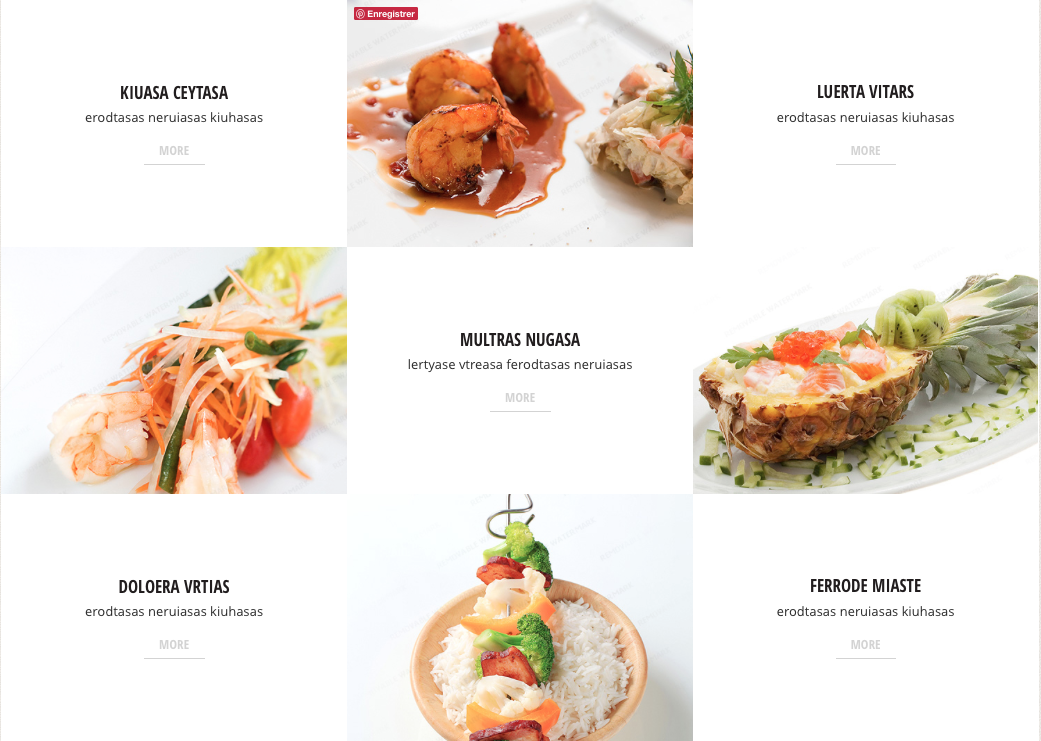 Enregistrer
KIUASA CEYTASA
erodtasas neruiasas kiuhasas
MORE
LUERTA VITARS
erodtasas neruiasas kiuhasas
MORE
MULTRAS NUGASA
lertyase vtreasa ferodtasas neruiasas
MORE
DOLOERA VRTIAS
erodtasas neruiasas kiuhasas
MORE
FERRODE MIASTE
erodtasas neruiasas kiuhasas
MORE